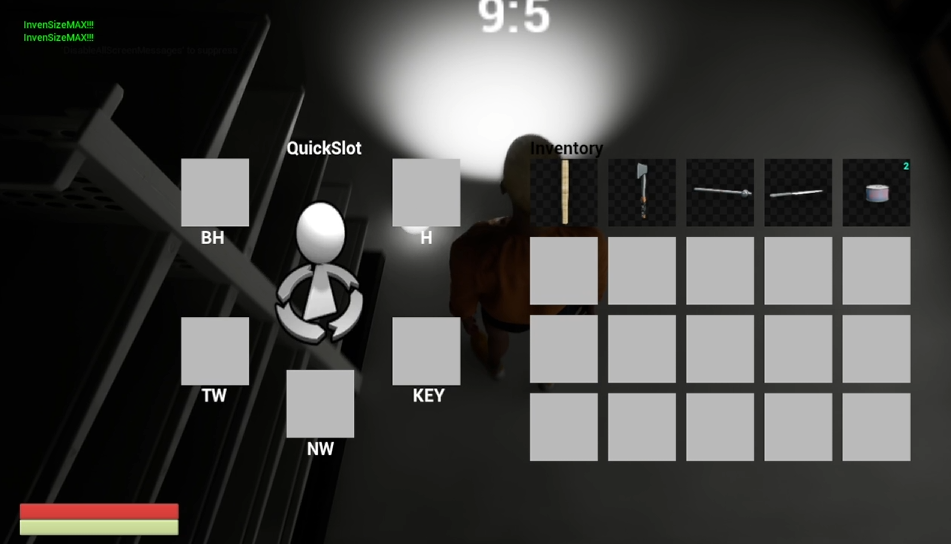 InvenSizeMAX!!!
InvenSizeMAX!!!
9:5
QuickSlot
Inventory
2
BH
H
TW
KEY
NW